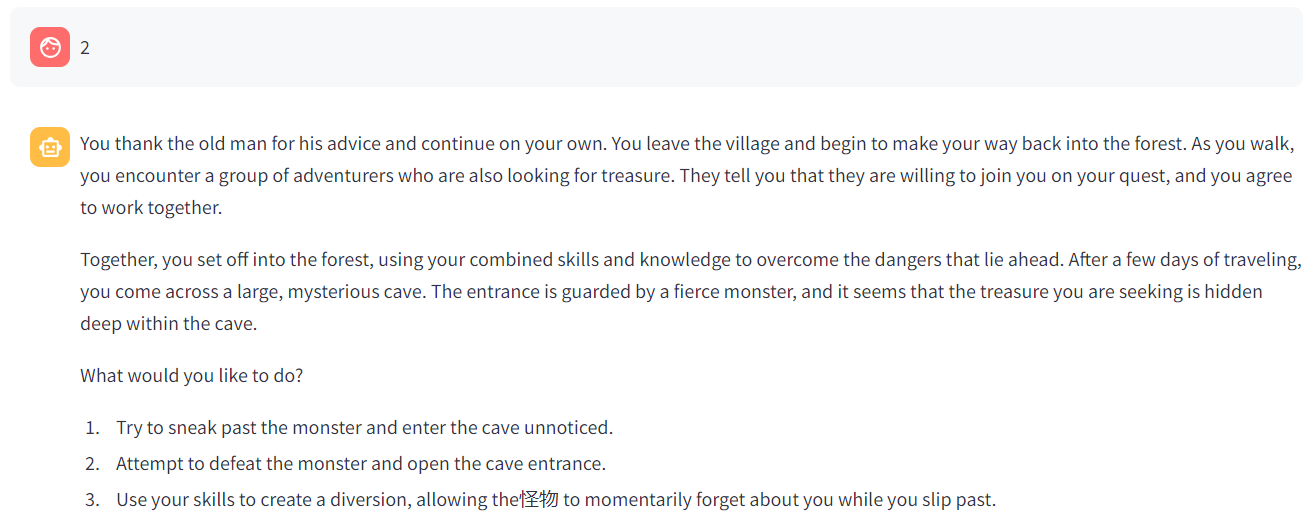 2
You thank the old man for his advice and continue on your own. You leave the village and begin to make your way back into the forest. As you walk,
you encounter a group of adventurers who are also looking for treasure. They tell you that they are willing to join you on your quest, and you agree
to work together.
Together, you set off into the forest, using your combined skills and knowledge to overcome the dangers that lie ahead. After a few days of traveling,
you come across a large, mysterious cave. The entrance is guarded by a fierce monster, and it seems that the treasure you are seeking is hidden
deep within the cave.
What would you like to do?
1. Try to sneak past the monster and enter the cave unnoticed.
2. Attempt to defeat the monster and open the cave entrance.
3. Use your skills to create a diversion, allowing the怪物 to momentarily forget about you while you slip past.